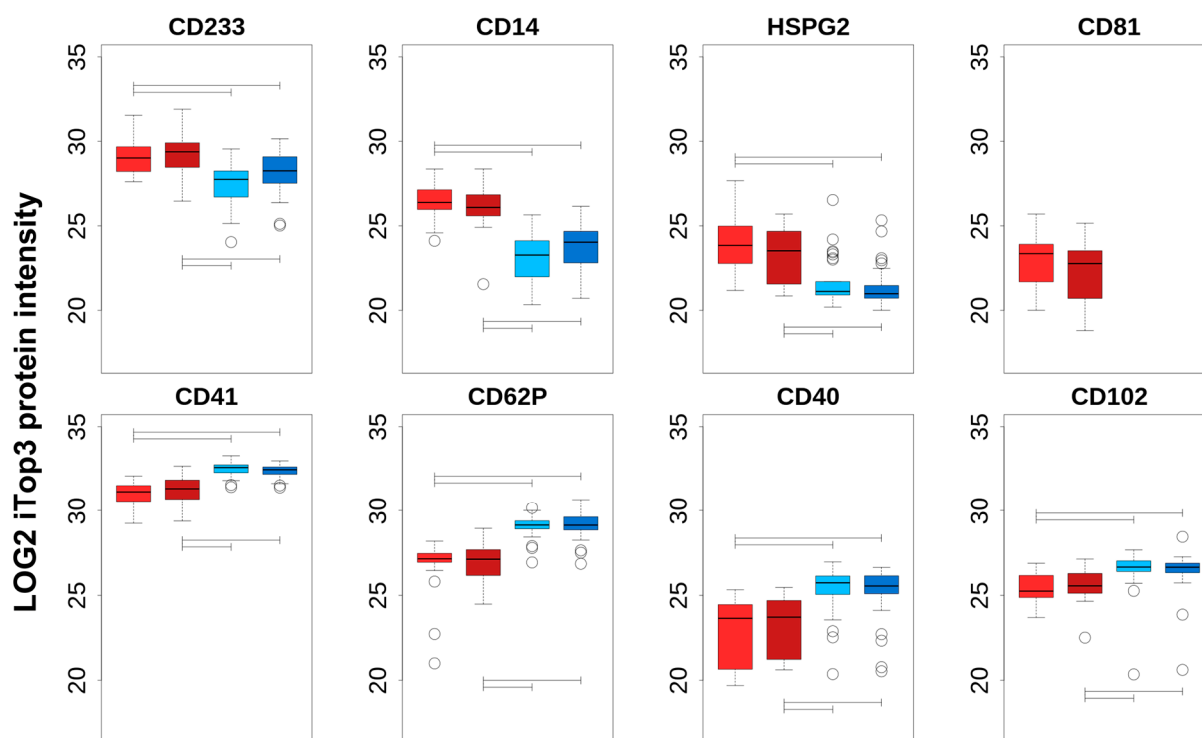 CD233 CD14 HSPG2 CD81
35 35 35 35
30 30 30 30
25 25 25 25
20 20 20 20
LOG2 iTop3 protein intensity
CD41 CD62P CD40 CD102
35 35 35 35
30 30 30 30
25 25 25 25
20 20 20 20